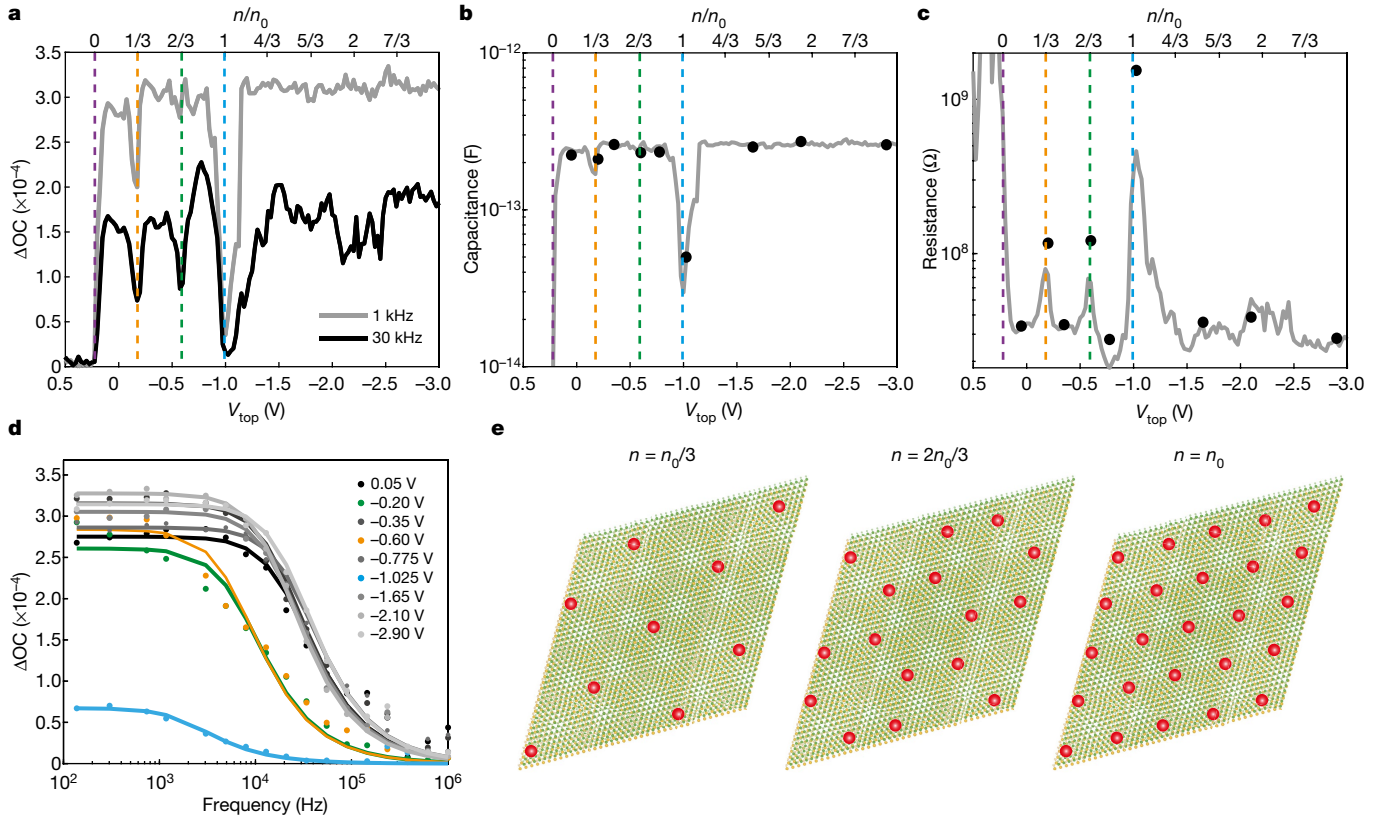 a
n/n0
0 1/3 2/3 1 4/3 5/3 2 7/3
3.5
3.0
2.5
2.0
1.5
1.0
0.5
0
ΔOC (×10–4)
1 kHz
30 kHz
0.5 0 –0.5 –1.0 –1.5 –2.0 –2.5 –3.0
Vtop (V)
b
n/n0
0 1/3 2/3 1 4/3 5/3 2 7/3
10–12
10–13
10–14
Capacitance (F)
0 –0.5 –1.0 –1.5 –2.0 –2.5 –3.0
Vtop (V)
c
n/n0
0 1/3 2/3 1 4/3 5/3 2 7/3
109
108
Resistance (Ω)
0.5 0 –0.5 –1.0 –1.5 –2.0 –2.5 –3.0
Vtop (V)
d
3.5
3.0
2.5
2.0
1.5
1.0
0.5
0
ΔOC (×10–4)
0.05 V
–0.20 V
–0.35 V
–0.60 V
–0.775 V
–1.025 V
–1.65 V
–2.10 V
–2.90 V
102 103 104 105 106
Frequency (Hz)
e
n = n0/3
n = 2n0/3
n = n0